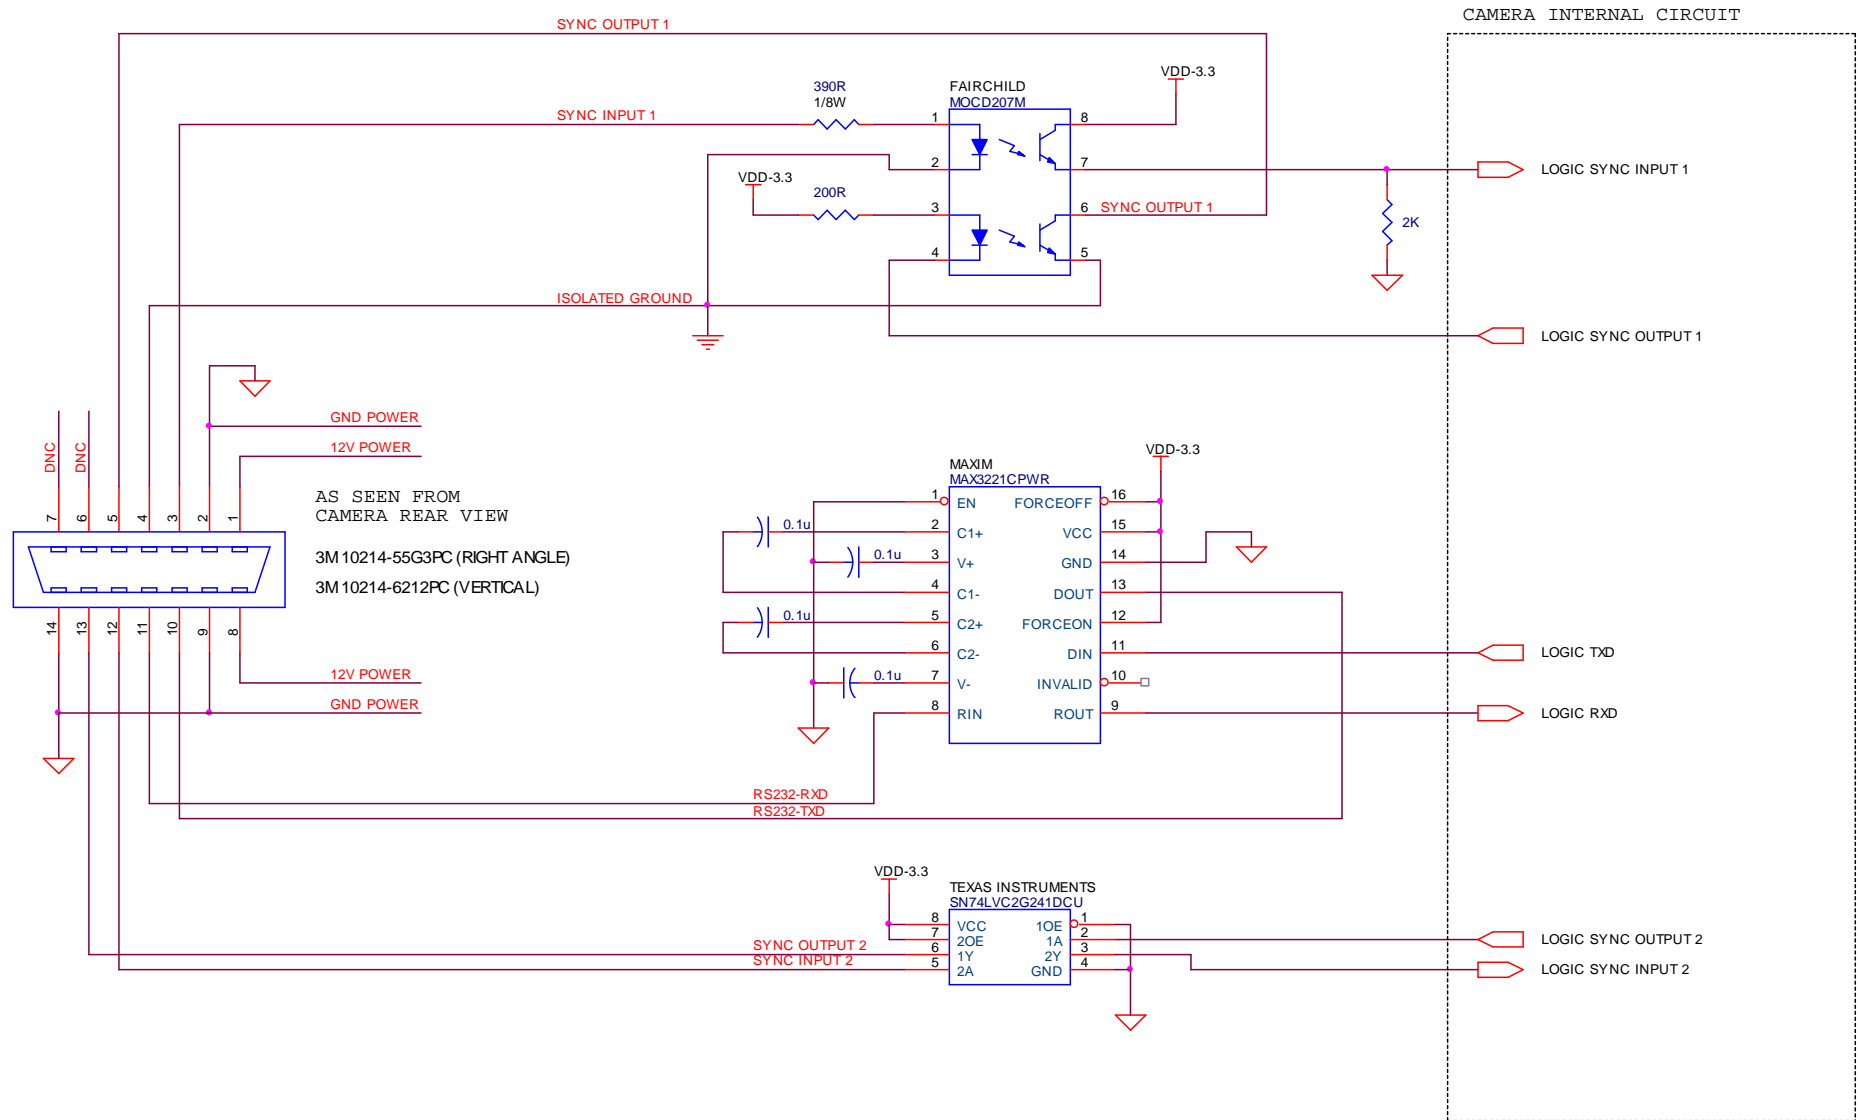 CAMERA INTERNAL CIRCUIT
SYNC OUTPUT 1
VDD-3.3
390R
1/8W
FAIRCHILD
MOCD207M
SYNC INPUT 1
1
8
2
7
LOGIC SYNC INPUT 1
VDD-3.3
200R
3
6
SYNC OUTPUT 1
2K
4
5
ISOLATED GROUND
LOGIC SYNC OUTPUT 1
GND POWER
12V POWER
DNC
DNC
AS SEEN FROM
CAMERA REAR VIEW
7
6
5
4
3
2
1
3M 10214-55G3PC (RIGHT ANGLE)
3M 10214-6212PC (VERTICAL)
14
13
12
11
10
9
8
12V POWER
GND POWER
VDD-3.3
MAXIM
MAX3221CPWR
1 EN FORCEOFF 16
0.1u 2 C1+ VCC 15
0.1u 3 V+ GND 14
4 C1- DOUT 13
0.1u 5 C2+ FORCEON 12
6 C2- DIN 11 LOGIC TXD
0.1u 7 V- INVALID 10
8 RIN ROUT 9 LOGIC RXD
RS232-RXD
RS232-TXD
VDD-3.3
TEXAS INSTRUMENTS
SN74LVC2G241DCU
8 VCC 1OE 1
7 2OE 1A 2 LOGIC SYNC OUTPUT 2
SYNC OUTPUT 2 6 1Y 2Y 3
SYNC INPUT 2 5 2A GND 4 LOGIC SYNC INPUT 2